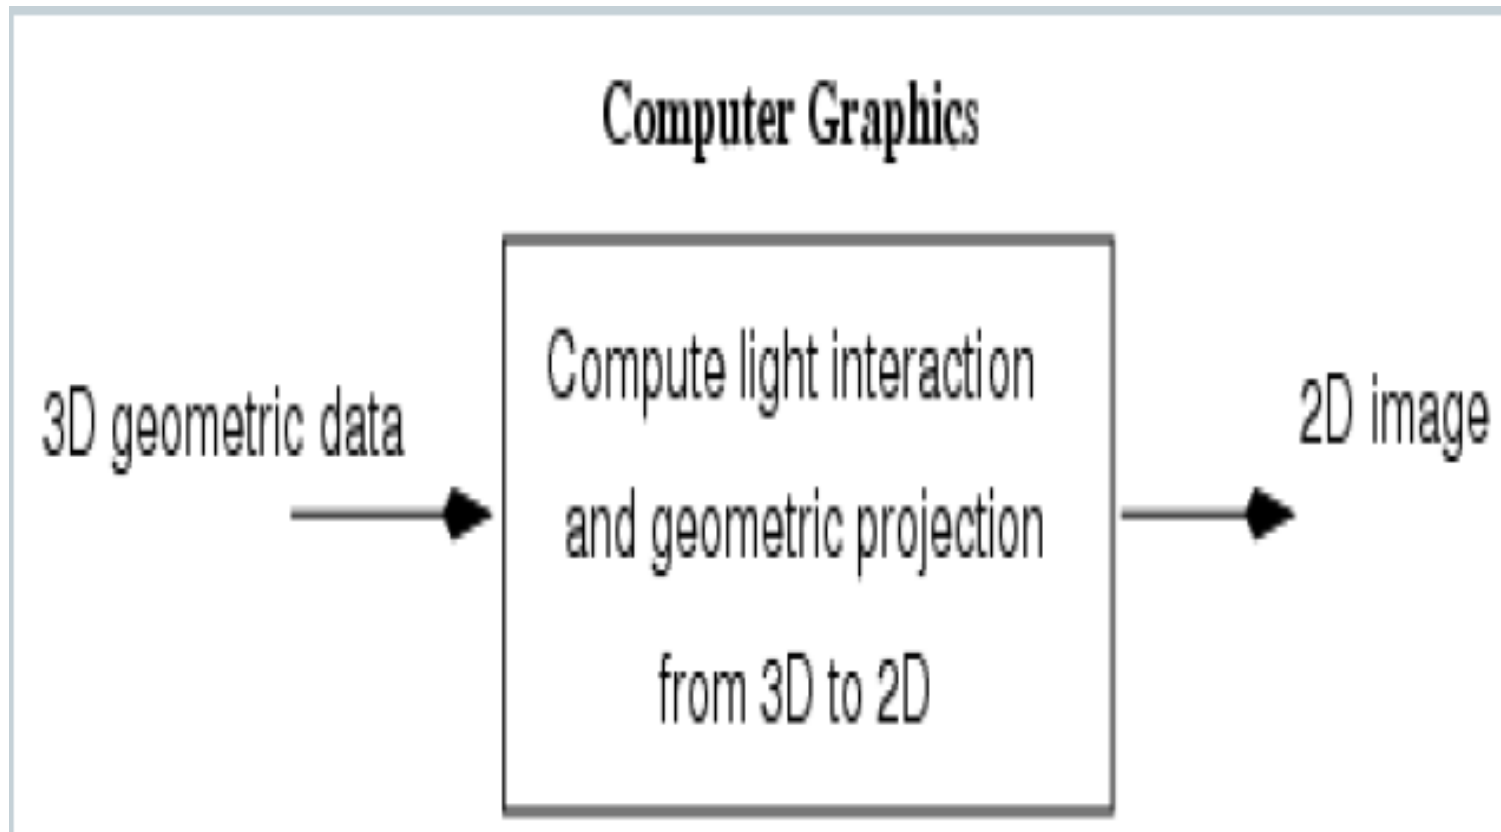 Computer Graphics
3D geometric data
Compute light interaction
and geometric projection
from 3D to 2D
2D image